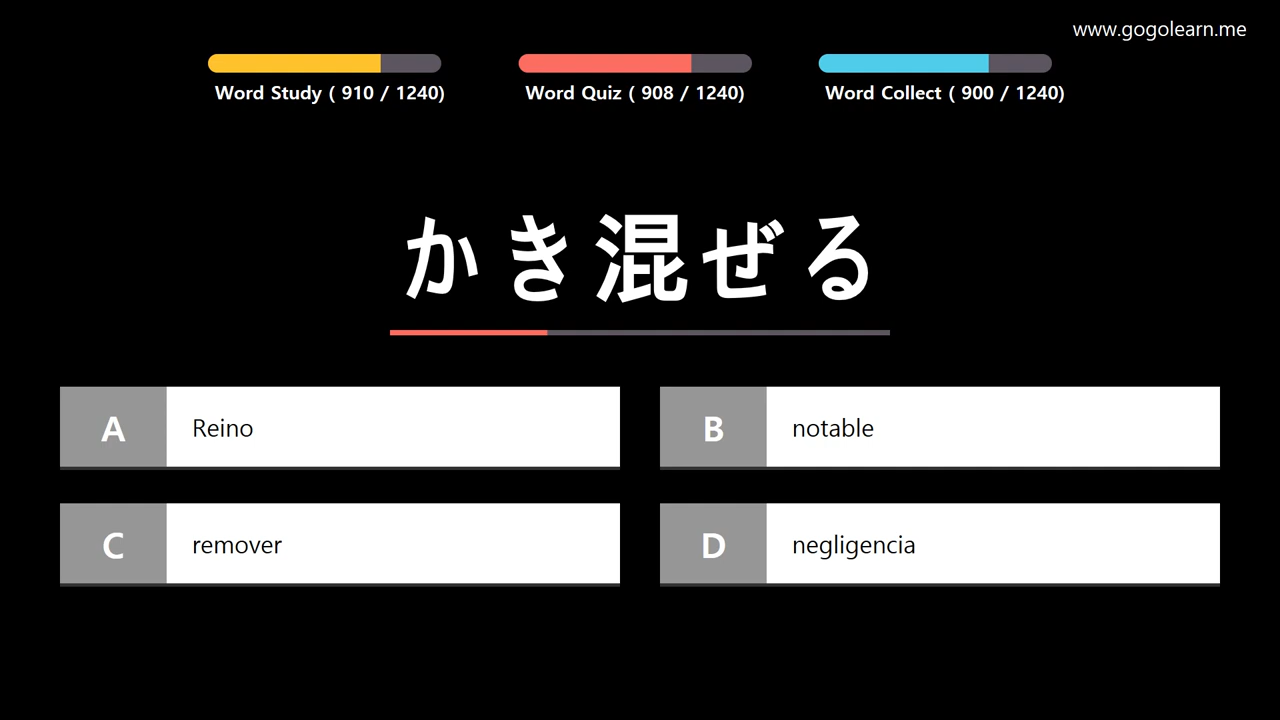 www.gogolearn.me
Word Study ( 910 / 1240)
Word Quiz ( 908 / 1240)
Word Collect ( 900 / 1240)
かき混ぜる
A Reino
B notable
C remover
D negligencia